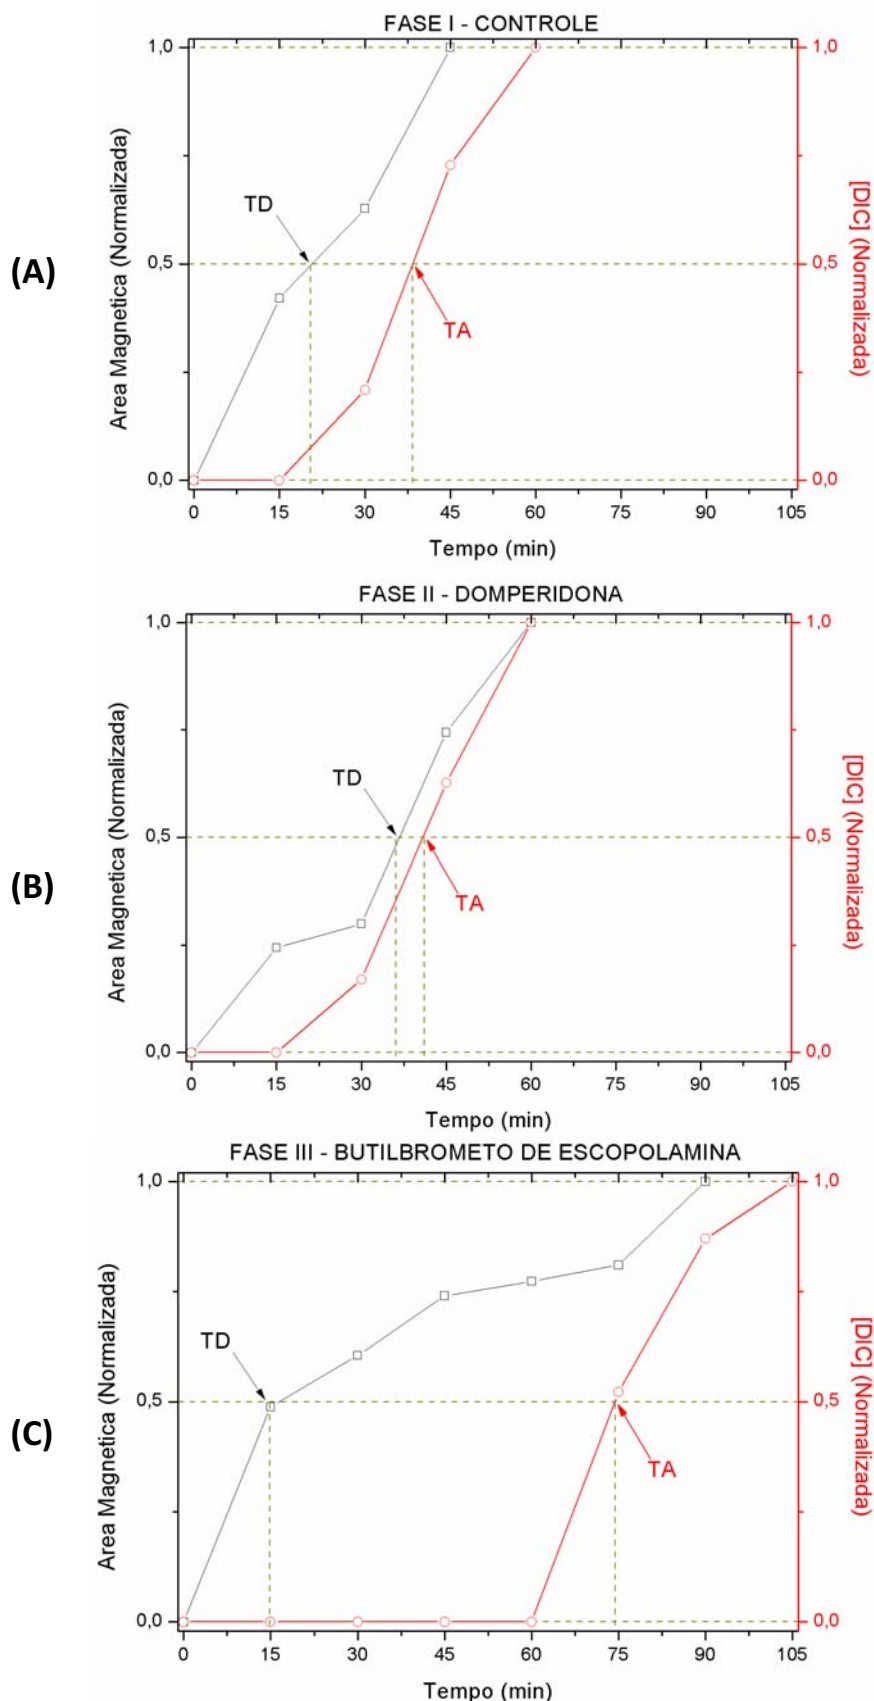 FASE I - CONTROLE
(A)
Area Magnetica (Normalizada)
1,0
0,5
0,0
TD
TA
1,0
0,5
0,0
[DIC] (Normalizada)
0 15 30 45 60 75 90 105
Tempo (min)
FASE II - DOMPERIDONA
(B)
Area Magnetica (Normalizada)
1,0
0,5
0,0
TD
TA
1,0
0,5
0,0
[DIC] (Normalizada)
0 15 30 45 60 75 90 105
Tempo (min)
FASE III - BUTILBROMETO DE ESCOPOLAMINA
(C)
Area Magnetica (Normalizada)
1,0
0,5
0,0
TD
TA
1,0
0,5
0,0
[DIC] (Normalizada)
0 15 30 45 60 75 90 105
Tempo (min)